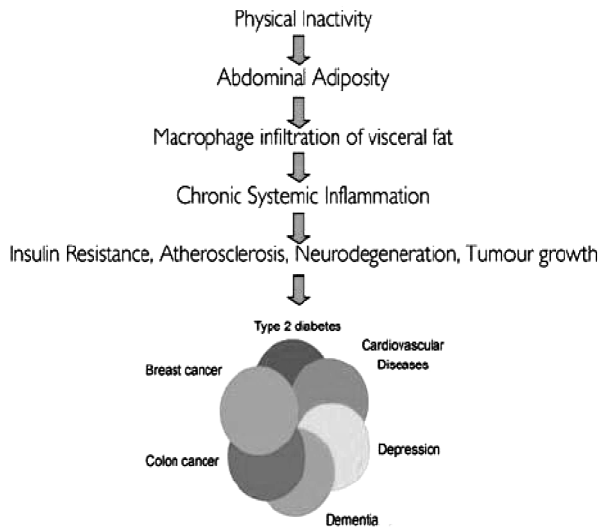 Physical Inactivity
Abdominal Adiposity
Macrophage infiltration of visceral fat
Chronic Systemic Inflammation
Insulin Resistance, Atherosclerosis, Neurodegeneration, Tumour growth
Type 2 diabetes
Cardiovascular
Diseases
Breast cancer
Depression
Colon cancer
Dementia